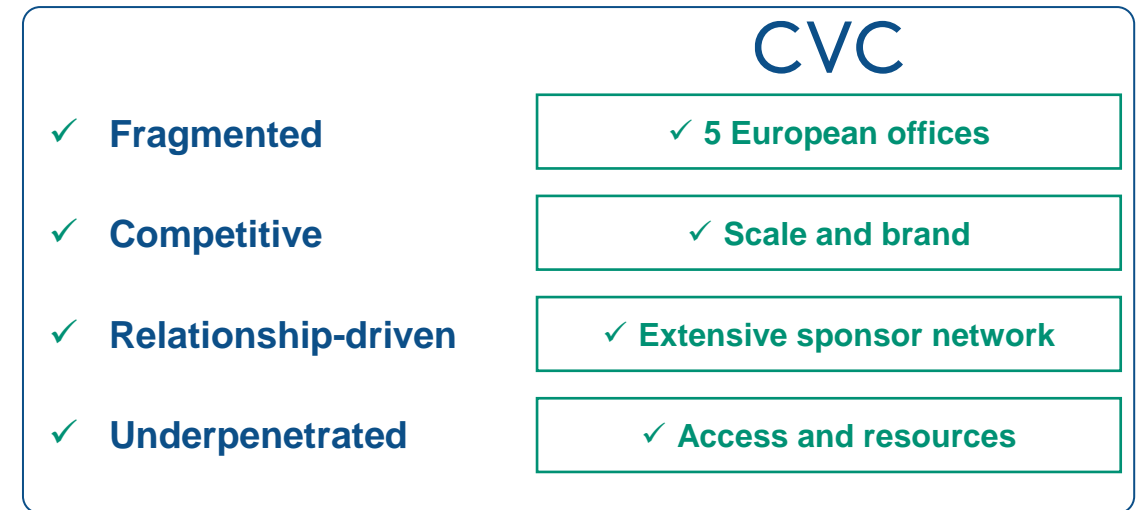 CVC
✓ Fragmented
✓ 5 European offices
✓ Competitive
✓ Scale and brand
✓ Relationship-driven
✓ Extensive sponsor network
✓ Underpenetrated
✓ Access and resources